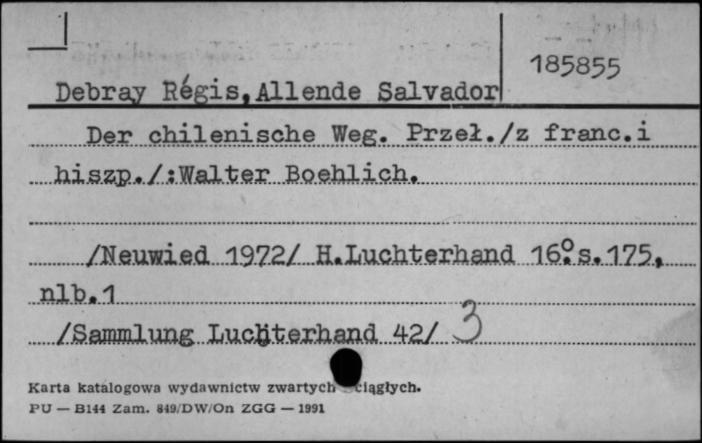 185855
Debray Régis,Allende Salvador
Der chilenische Weg. Przeł./z franc.i
hiszp./:Walter Boehlich.
/Neuwied 1972/ H.Luchterhand 16°.s.175,
nlb.1
/Sammlung Luchterhand 42/ 3
Karta katalogowa wydawnictw zwartych ciągłych.
PU — B144 Zam. 849/DW/On ZGG — 1991